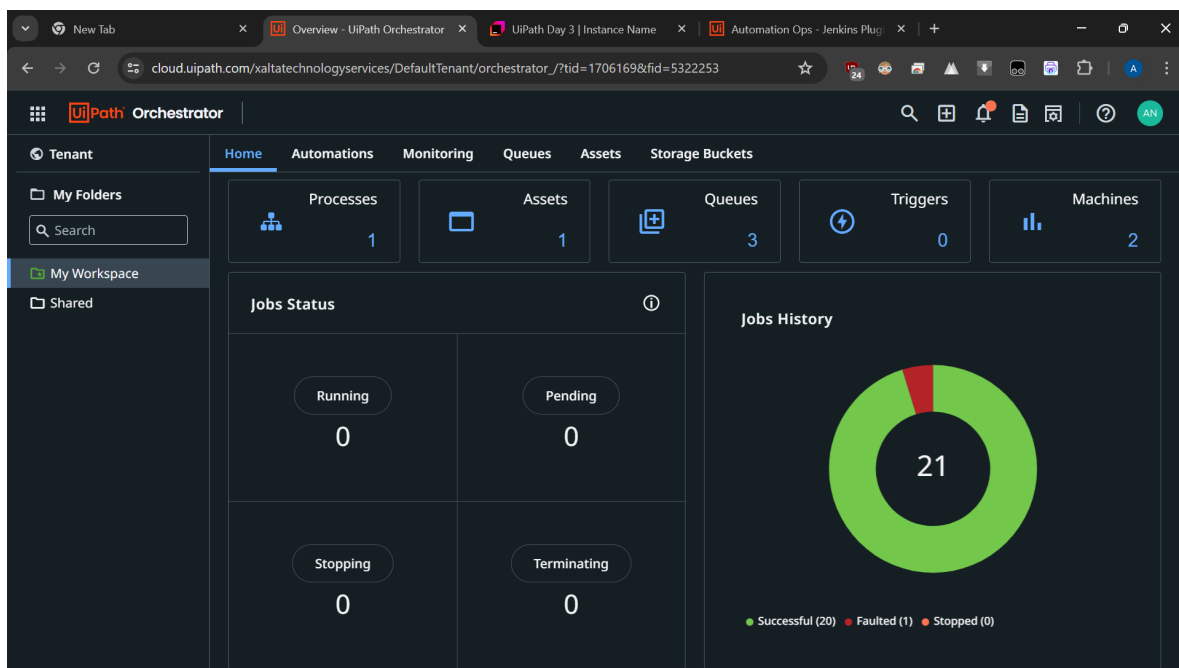 New Tab
Overview - UiPath Orchestrator
UiPath Day 3 | Instance Name
Automation Ops - Jenkins Plugi
cloud.uipath.com/xaltatechnologyservices/DefaultTenant/orchestrator_/?tid=1706169&fid=5322253
24
A
UiPath Orchestrator
AN
Tenant
Home Automations Monitoring Queues Assets Storage Buckets
My Folders
Search
My Workspace
Shared
Processes
1
Assets
1
Queues
3
Triggers
0
Machines
2
Jobs Status
Running
0
Pending
0
Stopping
0
Terminating
0
Jobs History
21
Successful (20) Faulted (1) Stopped (0)